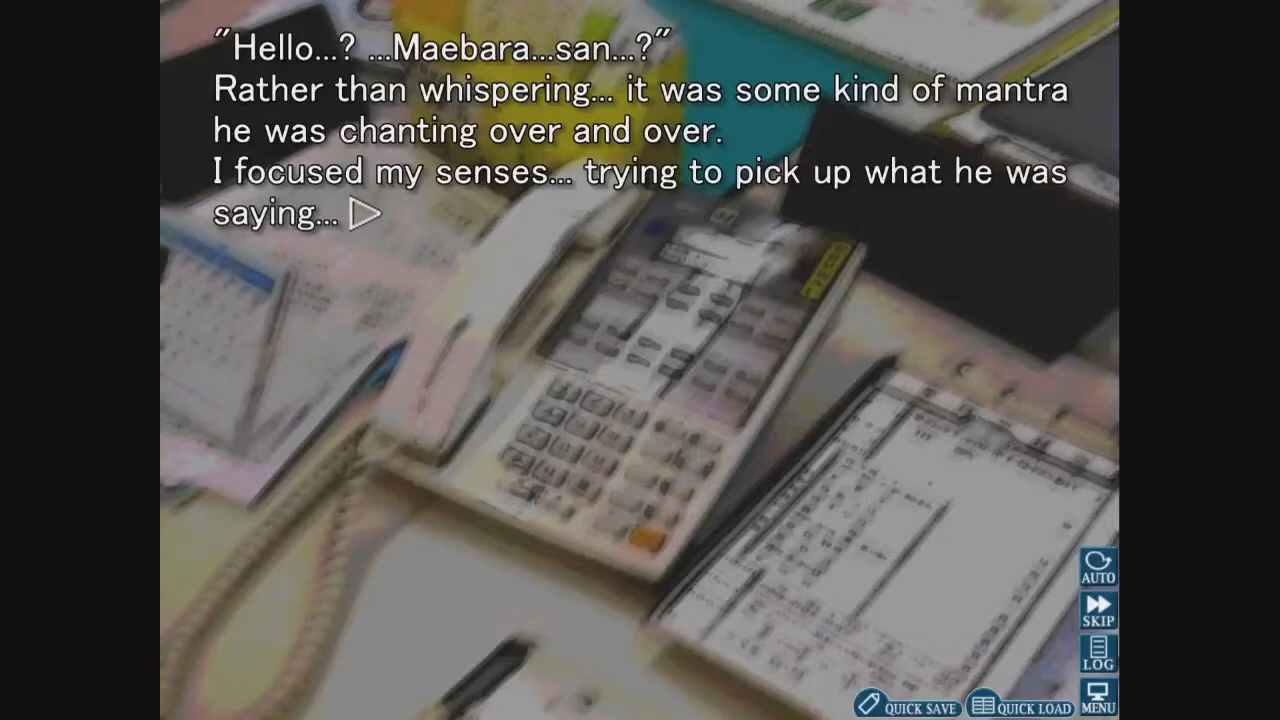 "Hello...? ...Maebara...san...?"
Rather than whispering... it was some kind of mantra
he was chanting over and over.
I focused my senses... trying to pick up what he was
saying...
AUTO
SKIP
LOG
QUICK SAVE
QUICK LOAD
MENU